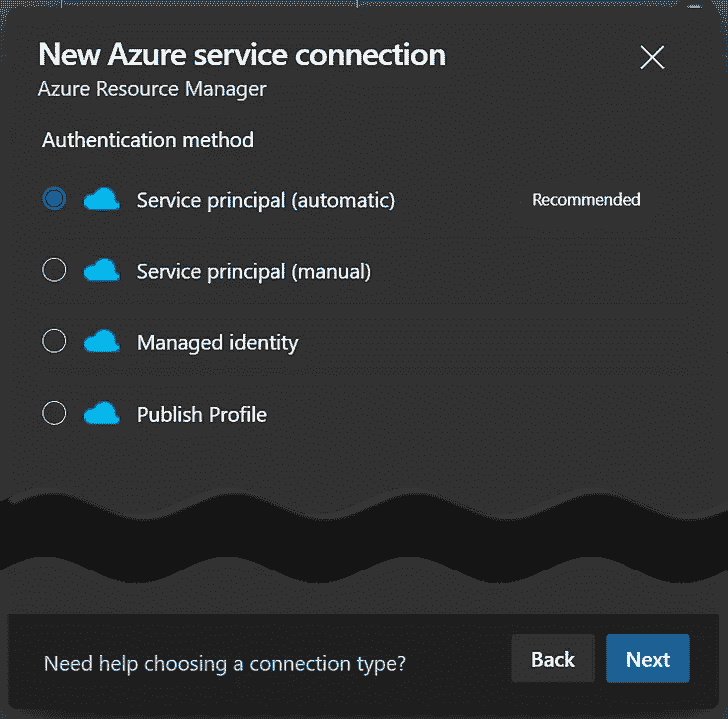 New Azure service connection
Azure Resource Manager
Authentication method
Service principal (automatic) Recommended
Service principal (manual)
Managed identity
Publish Profile
Need help choosing a connection type? Back Next